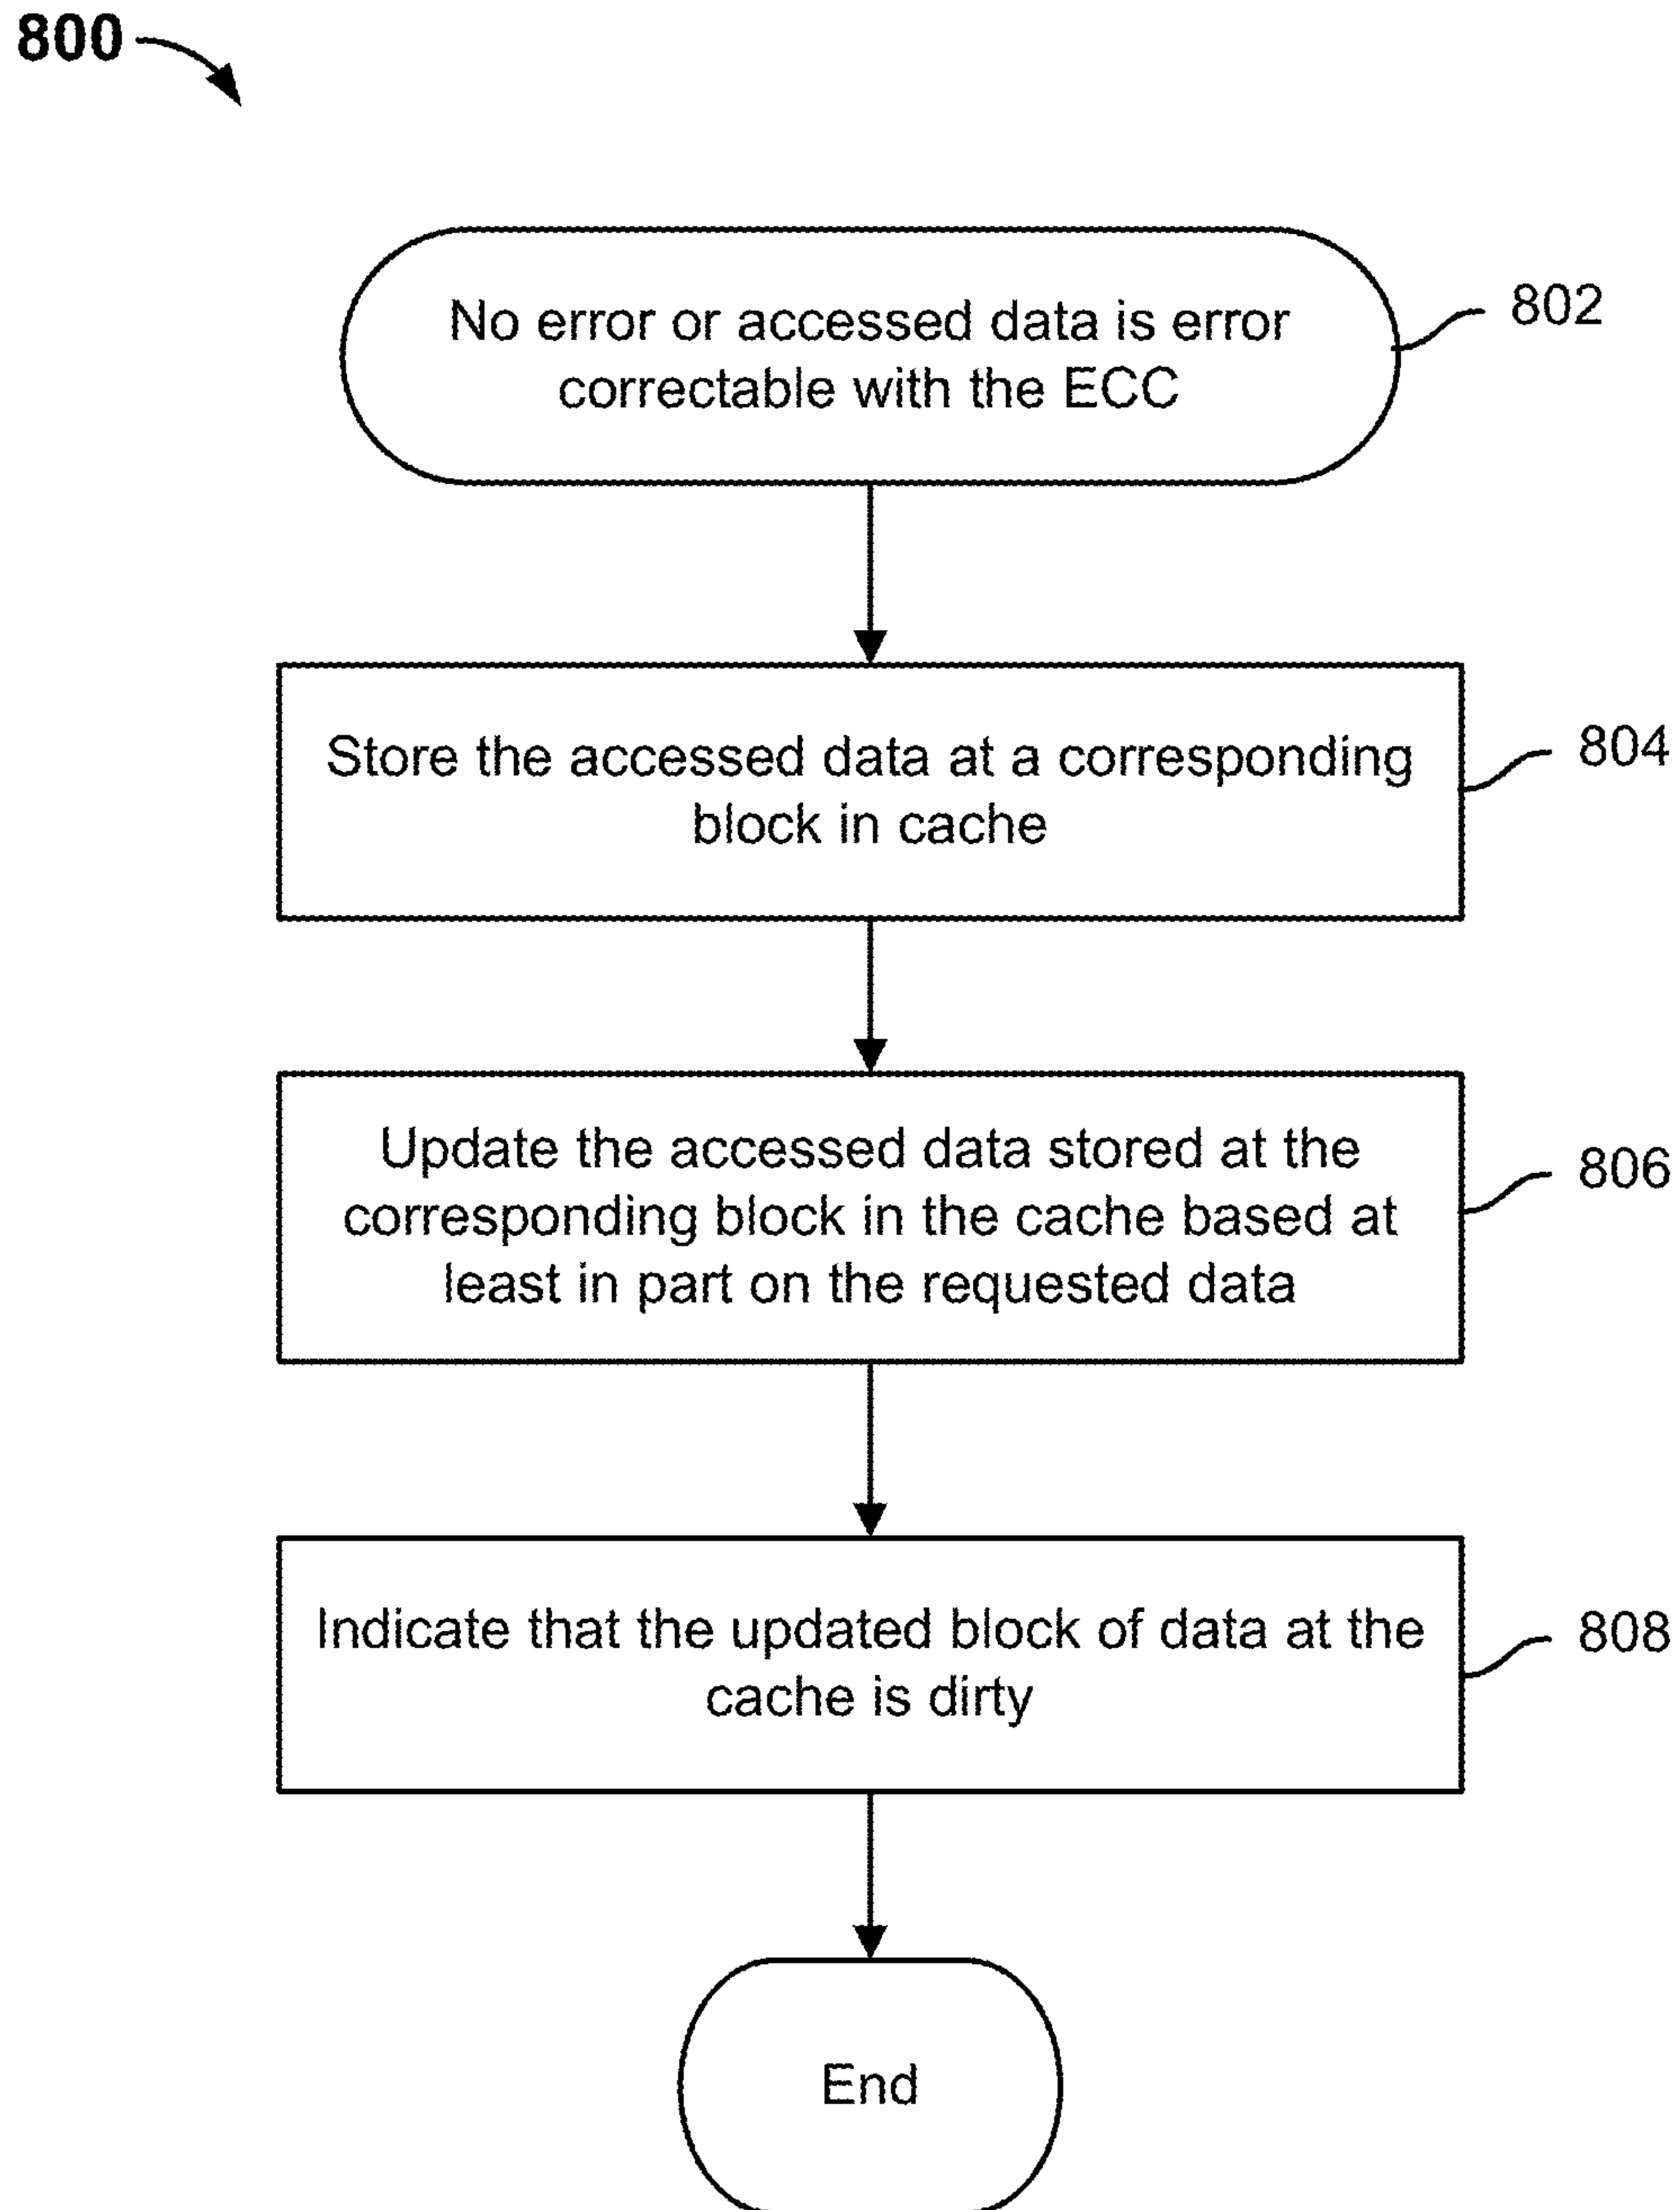 800
No error or accessed data is error
correctable with the ECC
802
Store the accessed data at a corresponding
block in cache
804
Update the accessed data stored at the
corresponding block in the cache based at
least in part on the requested data
806
Indicate that the updated block of data at the
cache is dirty
808
End